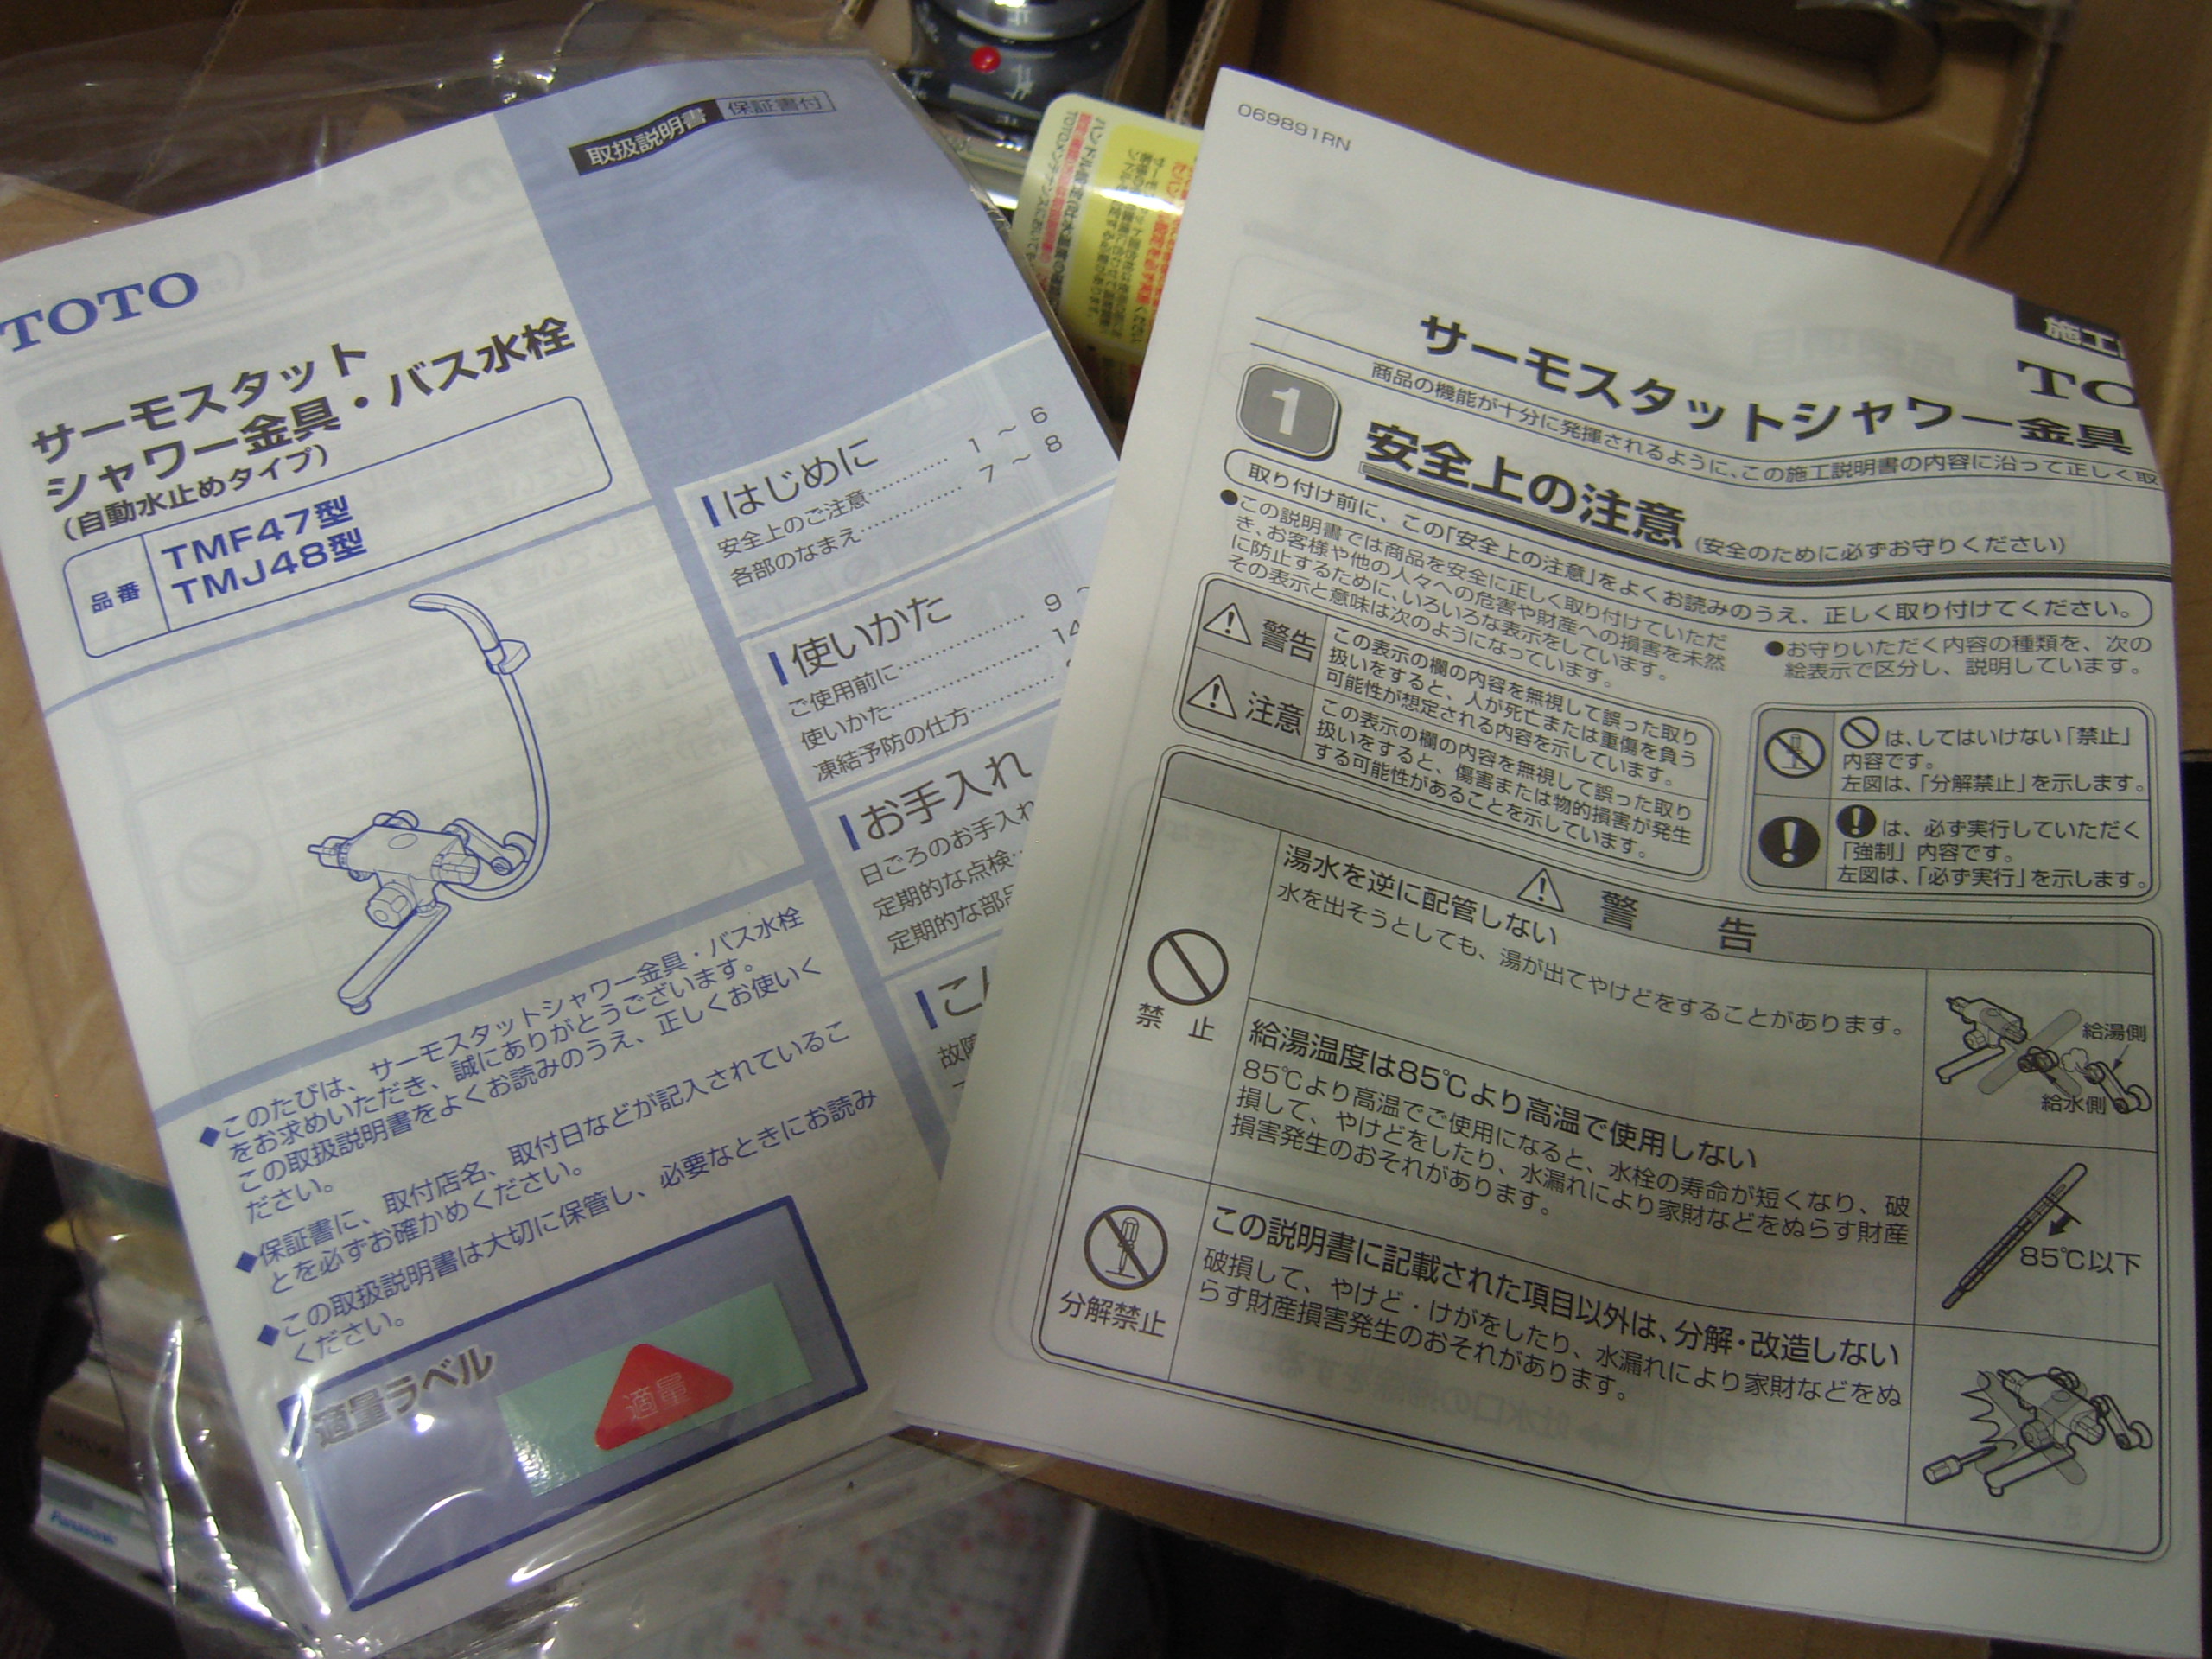 取扱説明書 保証書付
TOTO
サーモスタット
シャワー金具・バス水栓
(自動水止めタイプ)
品番
TMF47型
TMJ48型
はじめに
安全上のご注意………… 1 ~ 6
各部のなまえ………… 7 ~ 8
使いかた
ご使用前に………… 9 ~
使いかた………… 14
凍結予防の仕方…………
お手入れ
日ごろのお手入れ
定期的な点検
定期的な部品
◆このたびは、サーモスタットシャワー金具・バス水栓
をお求めいただき、誠にありがとうございます。
この取扱説明書をよくお読みのうえ、正しくお使いく
ださい。
◆保証書に、取付店名、取付日などが記入されているこ
とを必ずお確かめください。
◆この取扱説明書は大切に保管し、必要なときにお読み
ください。
適量ラベル
適量
Panasonic
069891RN
施工
TO
サーモスタットシャワー金具
商品の機能が十分に発揮されるように、この施工説明書の内容に沿って正しく取
1 安全上の注意 (安全のために必ずお守りください)
取り付け前に、この「安全上の注意」をよくお読みのうえ、正しく取り付けてください。
●この説明書では商品を安全に正しく取り付けていただ
き、お客様や他の人々への危害や財産への損害を未然
に防止するために、いろいろな表示をしています。
その表示と意味は次のようになっています。
警告
この表示の欄の内容を無視して誤った取り
扱いをすると、人が死亡または重傷を負う
可能性が想定される内容を示しています。
注意
この表示の欄の内容を無視して誤った取り
扱いをすると、傷害または物的損害が発生
する可能性があることを示しています。
●お守りいただく内容の種類を、次の
絵表示で区分し、説明しています。
は、してはいけない「禁止」
内容です。
左図は、「分解禁止」を示します。
は、必ず実行していただく
「強制」内容です。
左図は、「必ず実行」を示します。
警告
禁止
湯水を逆に配管しない
水を出そうとしても、湯が出てやけどをすることがあります。
給湯側
給水側
給湯温度は85℃より高温で使用しない
85℃より高温でご使用になると、水栓の寿命が短くなり、破
損して、やけどをしたり、水漏れにより家財などをぬらす財産
損害発生のおそれがあります。
85℃以下
分解禁止
この説明書に記載された項目以外は、分解・改造しない
破損して、やけど・けがをしたり、水漏れにより家財などをぬ
らす財産損害発生のおそれがあります。